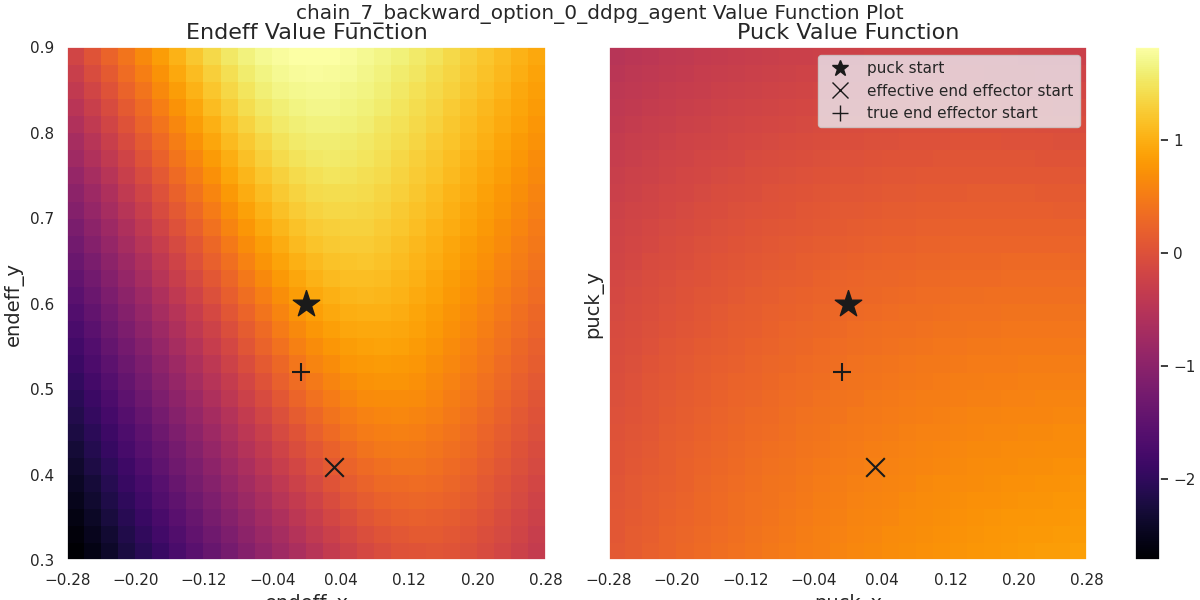 chain_7_backward_option_0_ddpg_agent Value Function Plot
Endeff Value Function
Puck Value Function
puck start
effective end effector start
true end effector start
endeff_y
0.9
0.8
0.7
0.6
0.5
0.4
0.3
−0.28 −0.20 −0.12 −0.04 0.04 0.12 0.20 0.28
endeff_x
puck_y
−0.28 −0.20 −0.12 −0.04 0.04 0.12 0.20 0.28
puck_x
1
0
−1
−2